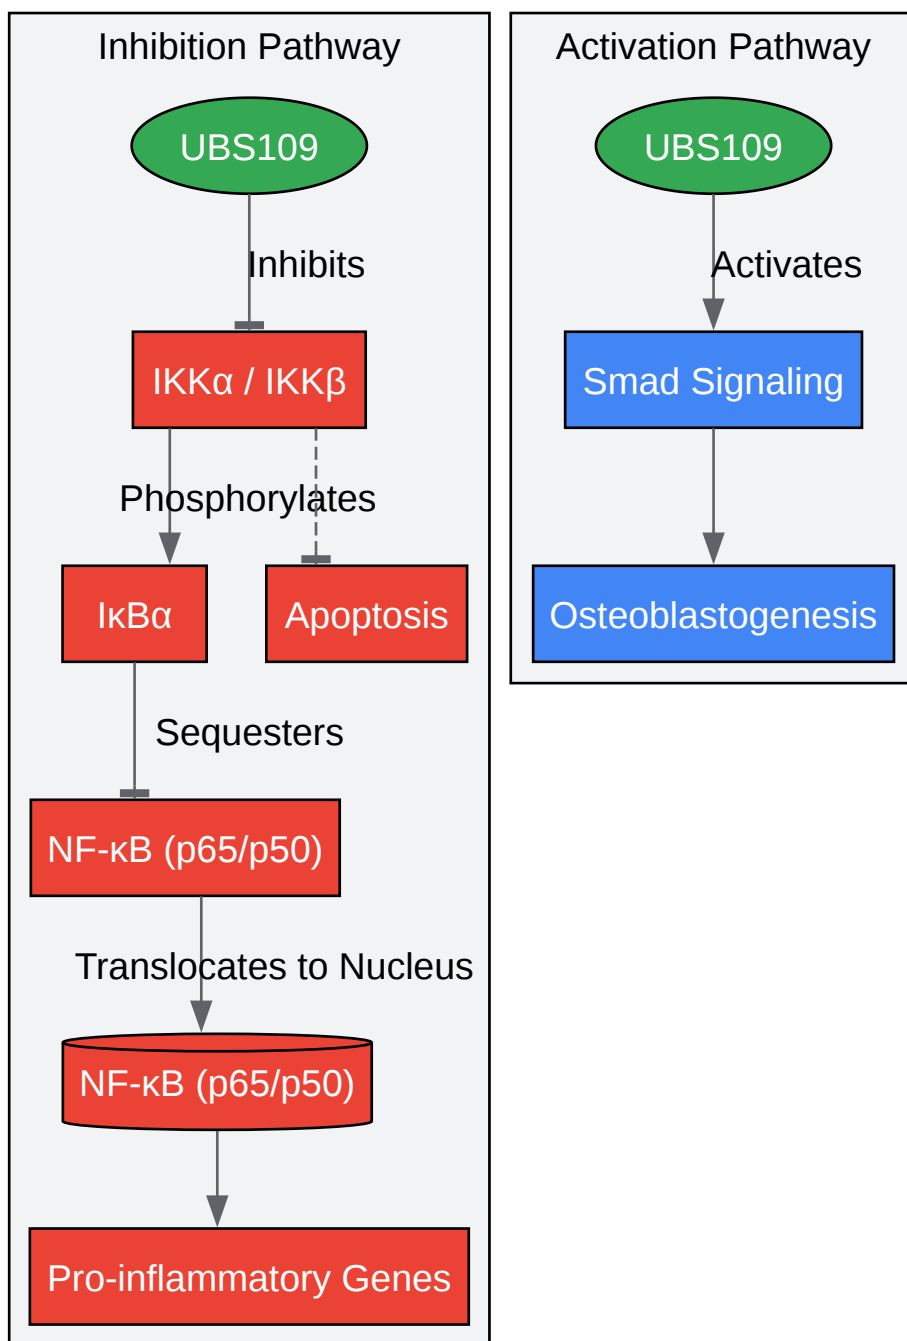 Inhibition Pathway
UBS109
Inhibits
IKKα / IKKβ
Phosphorylates
IκBα
Apoptosis
Sequesters
NF-κB (p65/p50)
Translocates to Nucleus
NF-κB (p65/p50)
Pro-inflammatory Genes
Activation Pathway
UBS109
Activates
Smad Signaling
Osteoblastogenesis